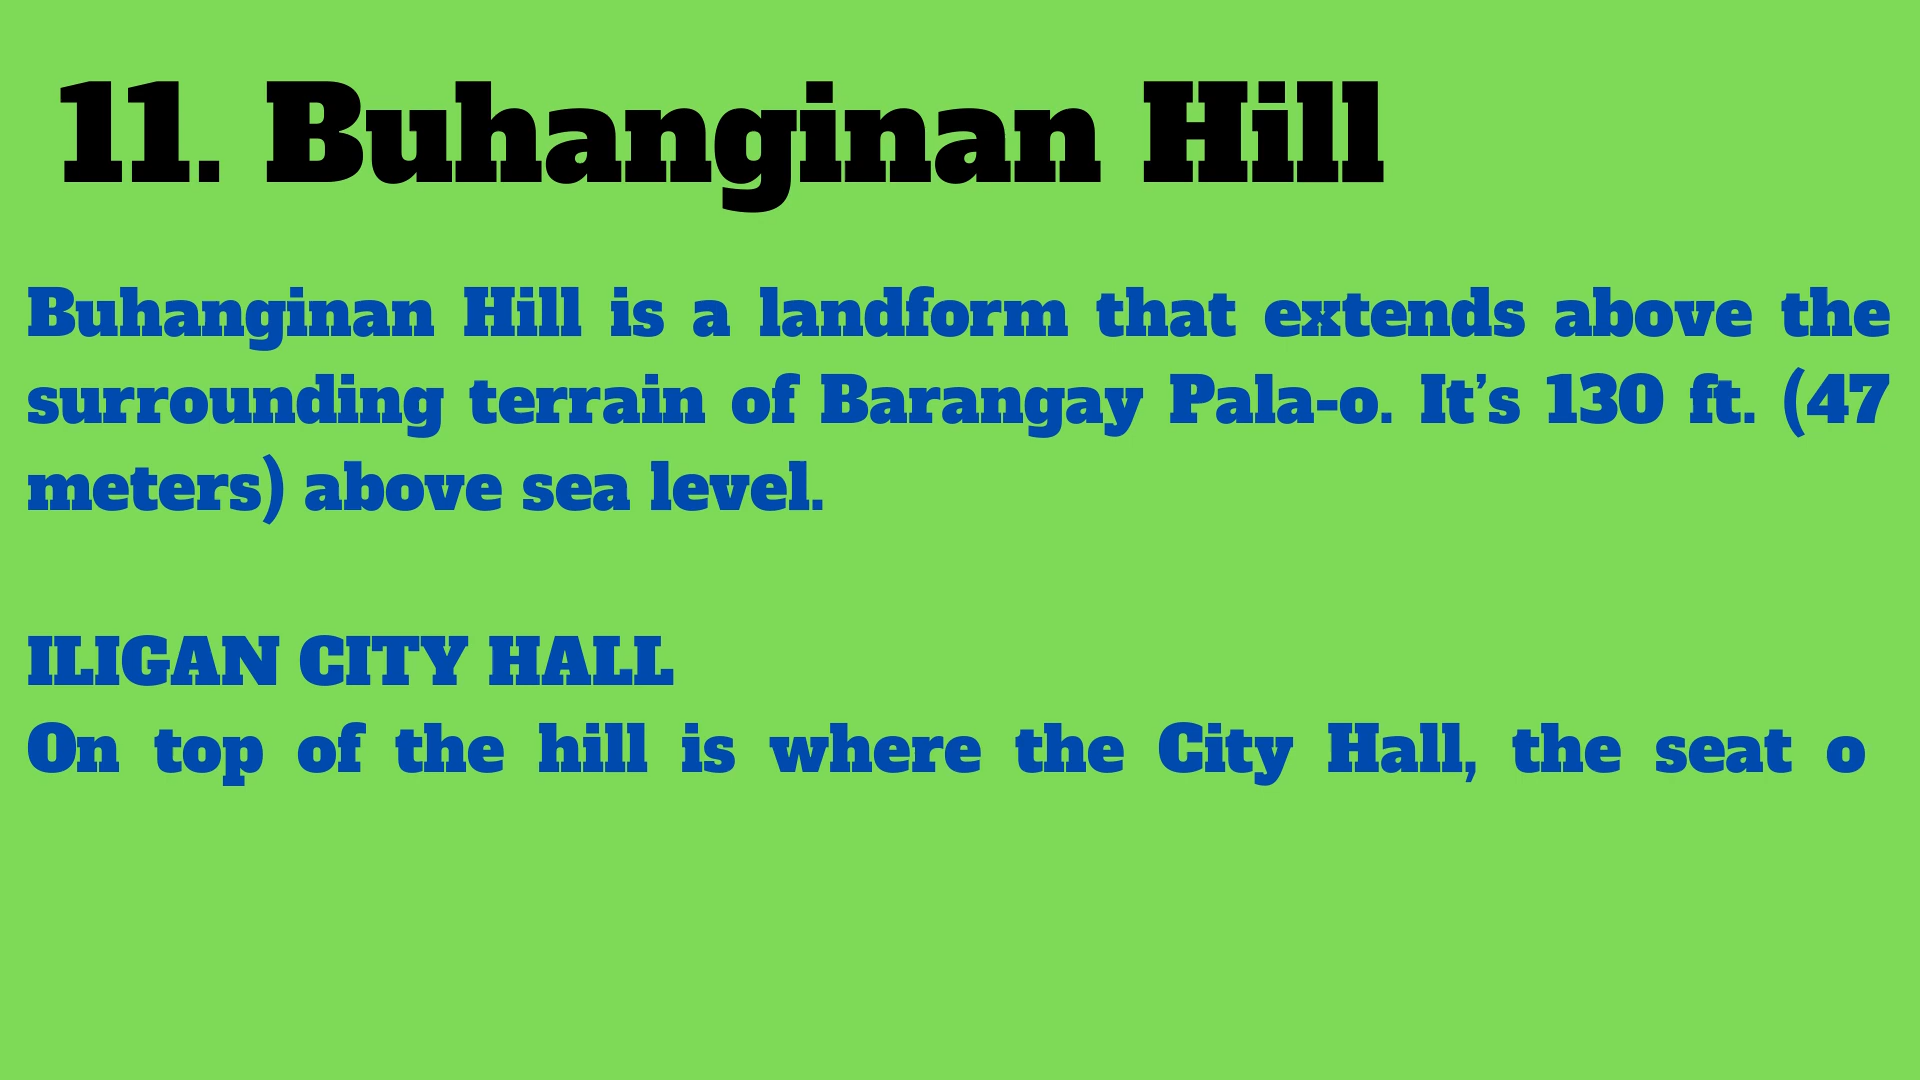 11. Buhanginan Hill
Buhanginan Hill is a landform that extends above the
surrounding terrain of Barangay Pala-o. It’s 130 ft. (47
meters) above sea level.
ILIGAN CITY HALL
On top of the hill is where the City Hall, the seat o